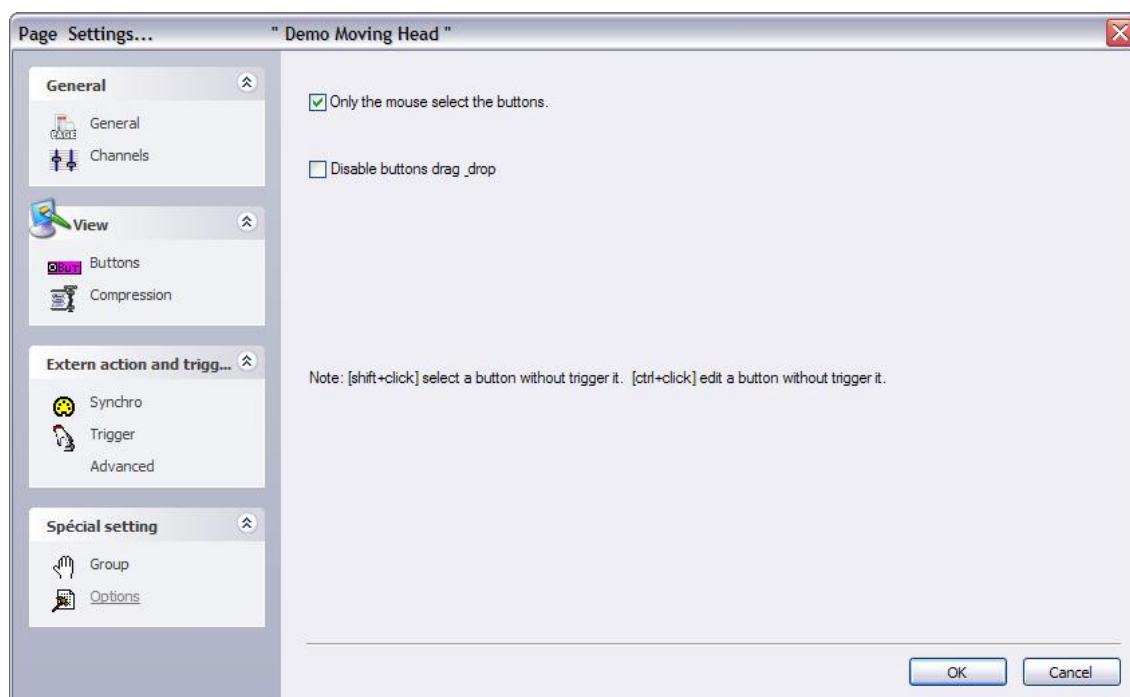 Page Settings... " Demo Moving Head "
General
General
Channels
View
Buttons
Compression
Extern action and trigg...
Synchro
Trigger
Advanced
Spécial setting
Group
Options
Only the mouse select the buttons.
Disable buttons drag _drop
Note: [shift+click] select a button without trigger it. [ctrl+click] edit a button without trigger it.
OK Cancel